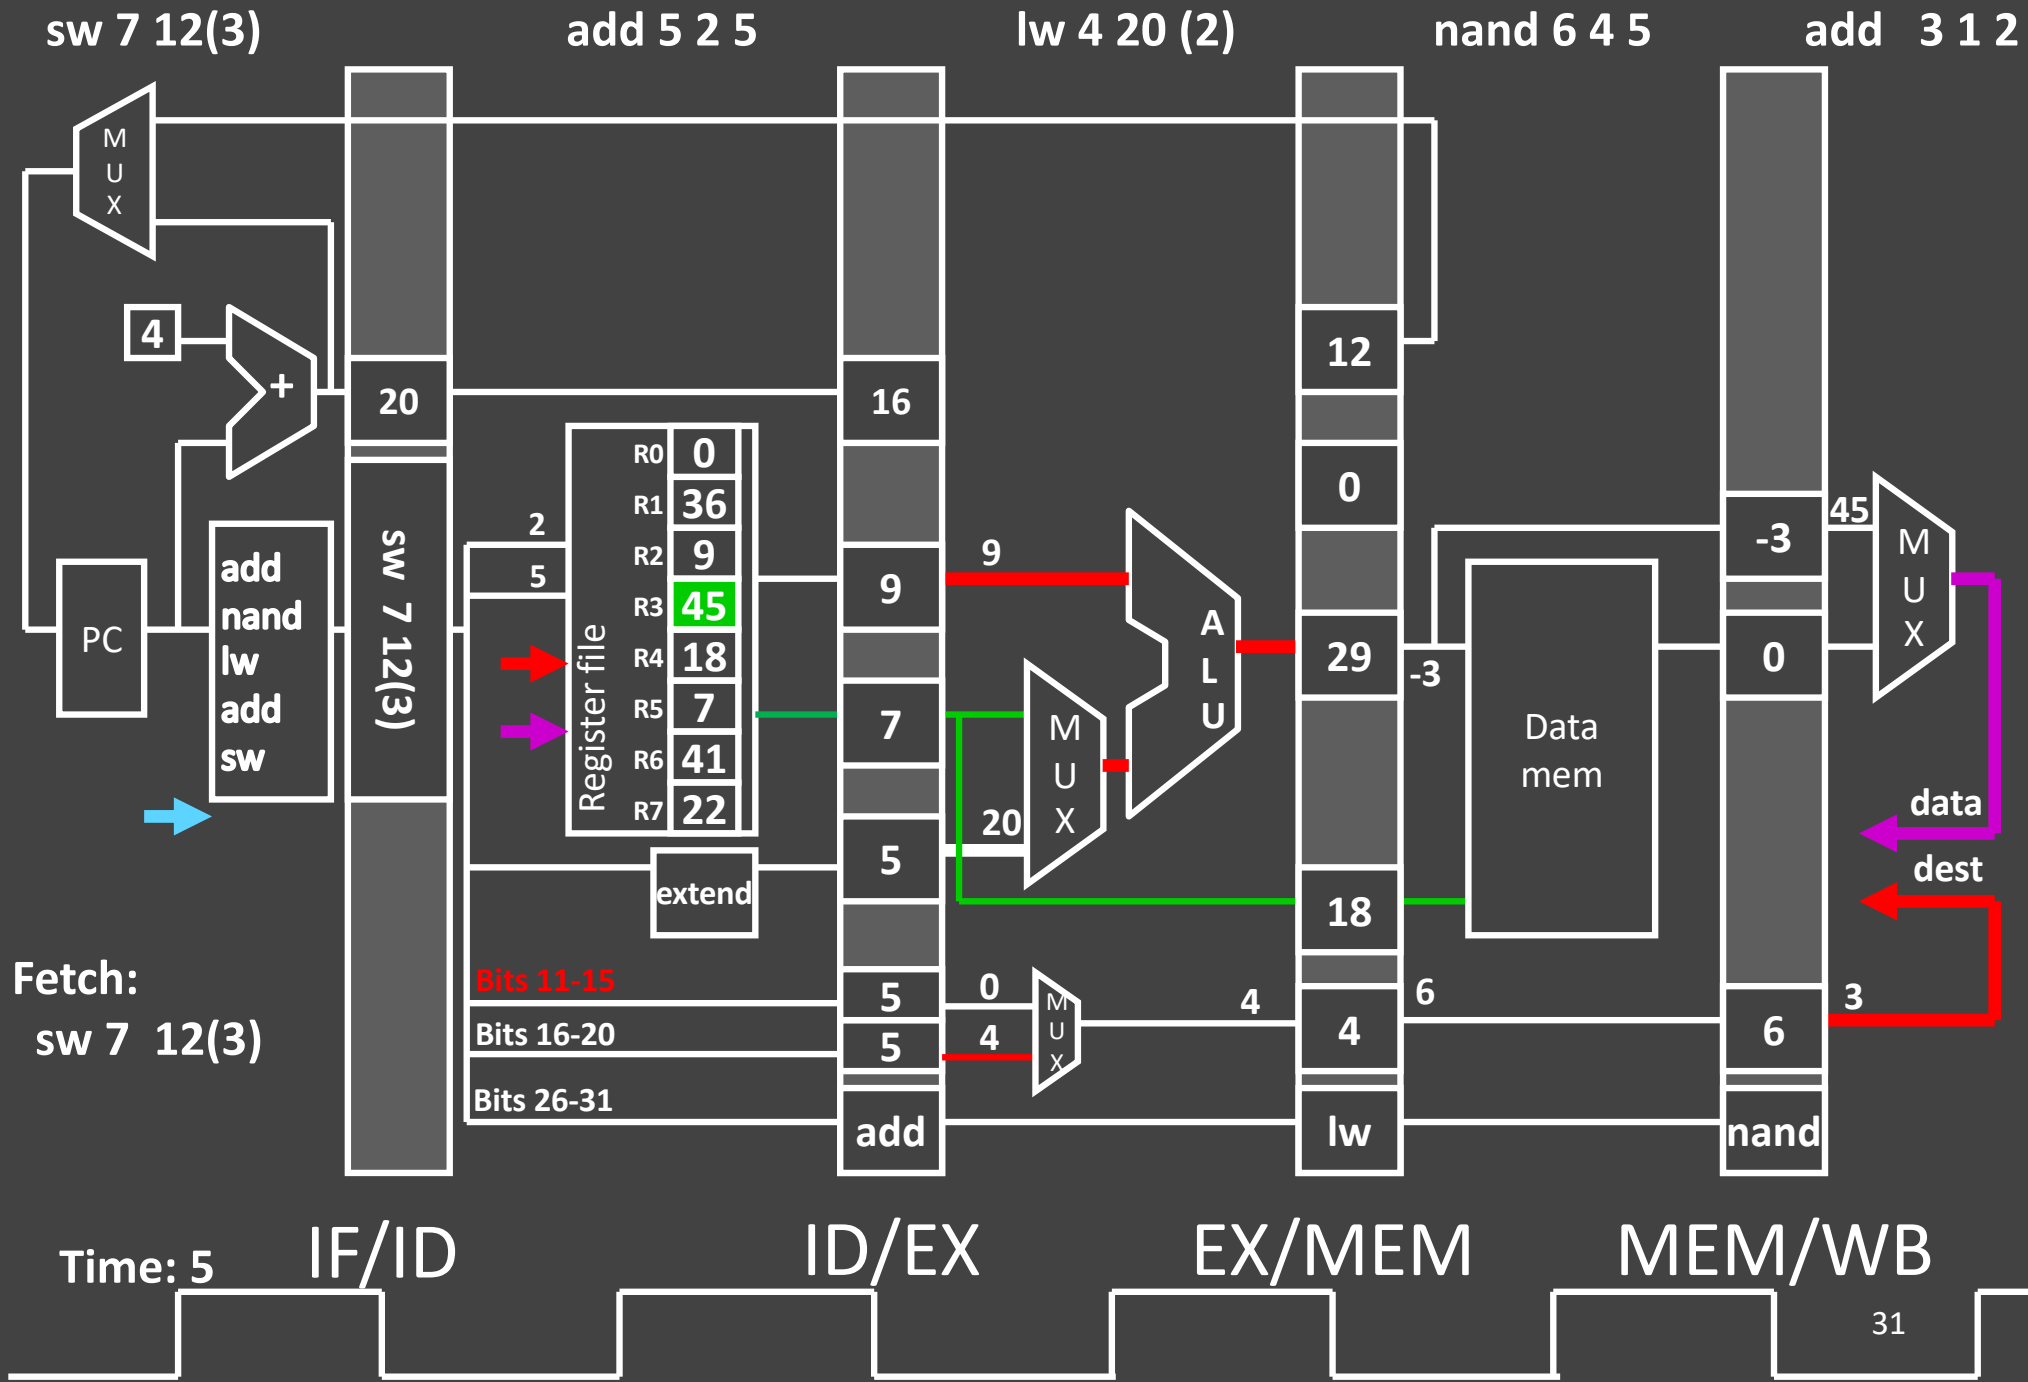 sw 7 12(3)
add 5 2 5
lw 4 20 (2)
nand 6 4 5
add 3 1 2
M
U
X
4
+
20
16
12
0
PC
add
nand
lw
add
sw
sw 7 12(3)
2
5
Register file
R0 0
R1 36
R2 9
R3 45
R4 18
R5 7
R6 41
R7 22
extend
9
7
5
9
20
M
U
X
A
L
U
29
-3
18
Data
mem
-3
0
45
M
U
X
data
dest
3
Fetch:
sw 7 12(3)
Bits 11-15
Bits 16-20
Bits 26-31
5
5
add
0
4
M
U
X
4
4
lw
6
6
nand
Time: 5
IF/ID
ID/EX
EX/MEM
MEM/WB
31